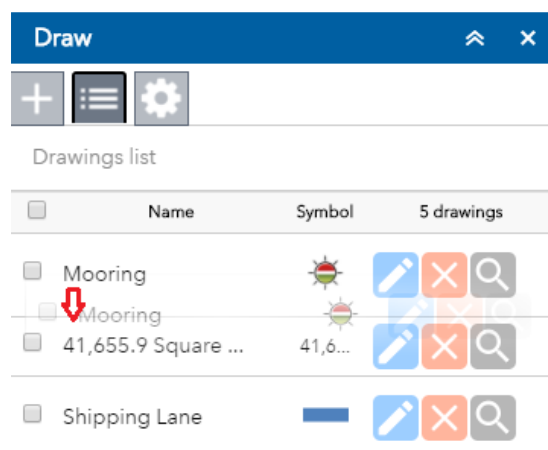 Draw
Drawings list
Name Symbol 5 drawings
Mooring
Mooring
41,655.9 Square ... 41,6...
Shipping Lane